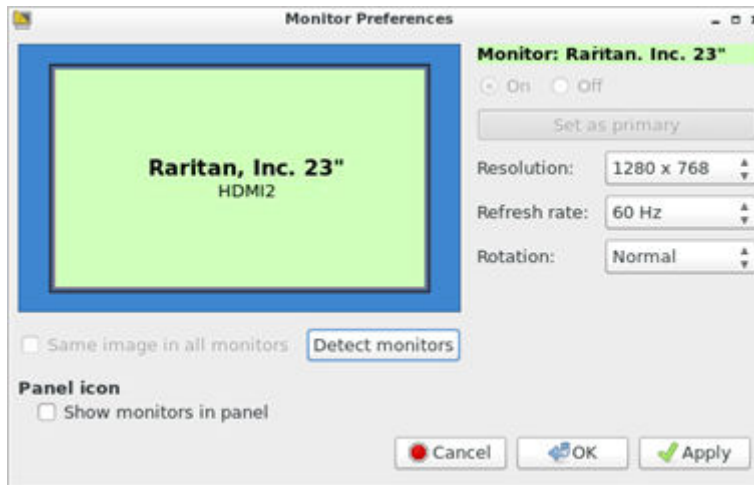 Monitor Preferences
Monitor: Raritan. Inc. 23"
On Off
Set as primary
Raritan, Inc. 23"
HDMI2
Resolution: 1280 x 768
Refresh rate: 60 Hz
Rotation: Normal
Same image in all monitors Detect monitors
Panel icon
Show monitors in panel
Cancel OK Apply